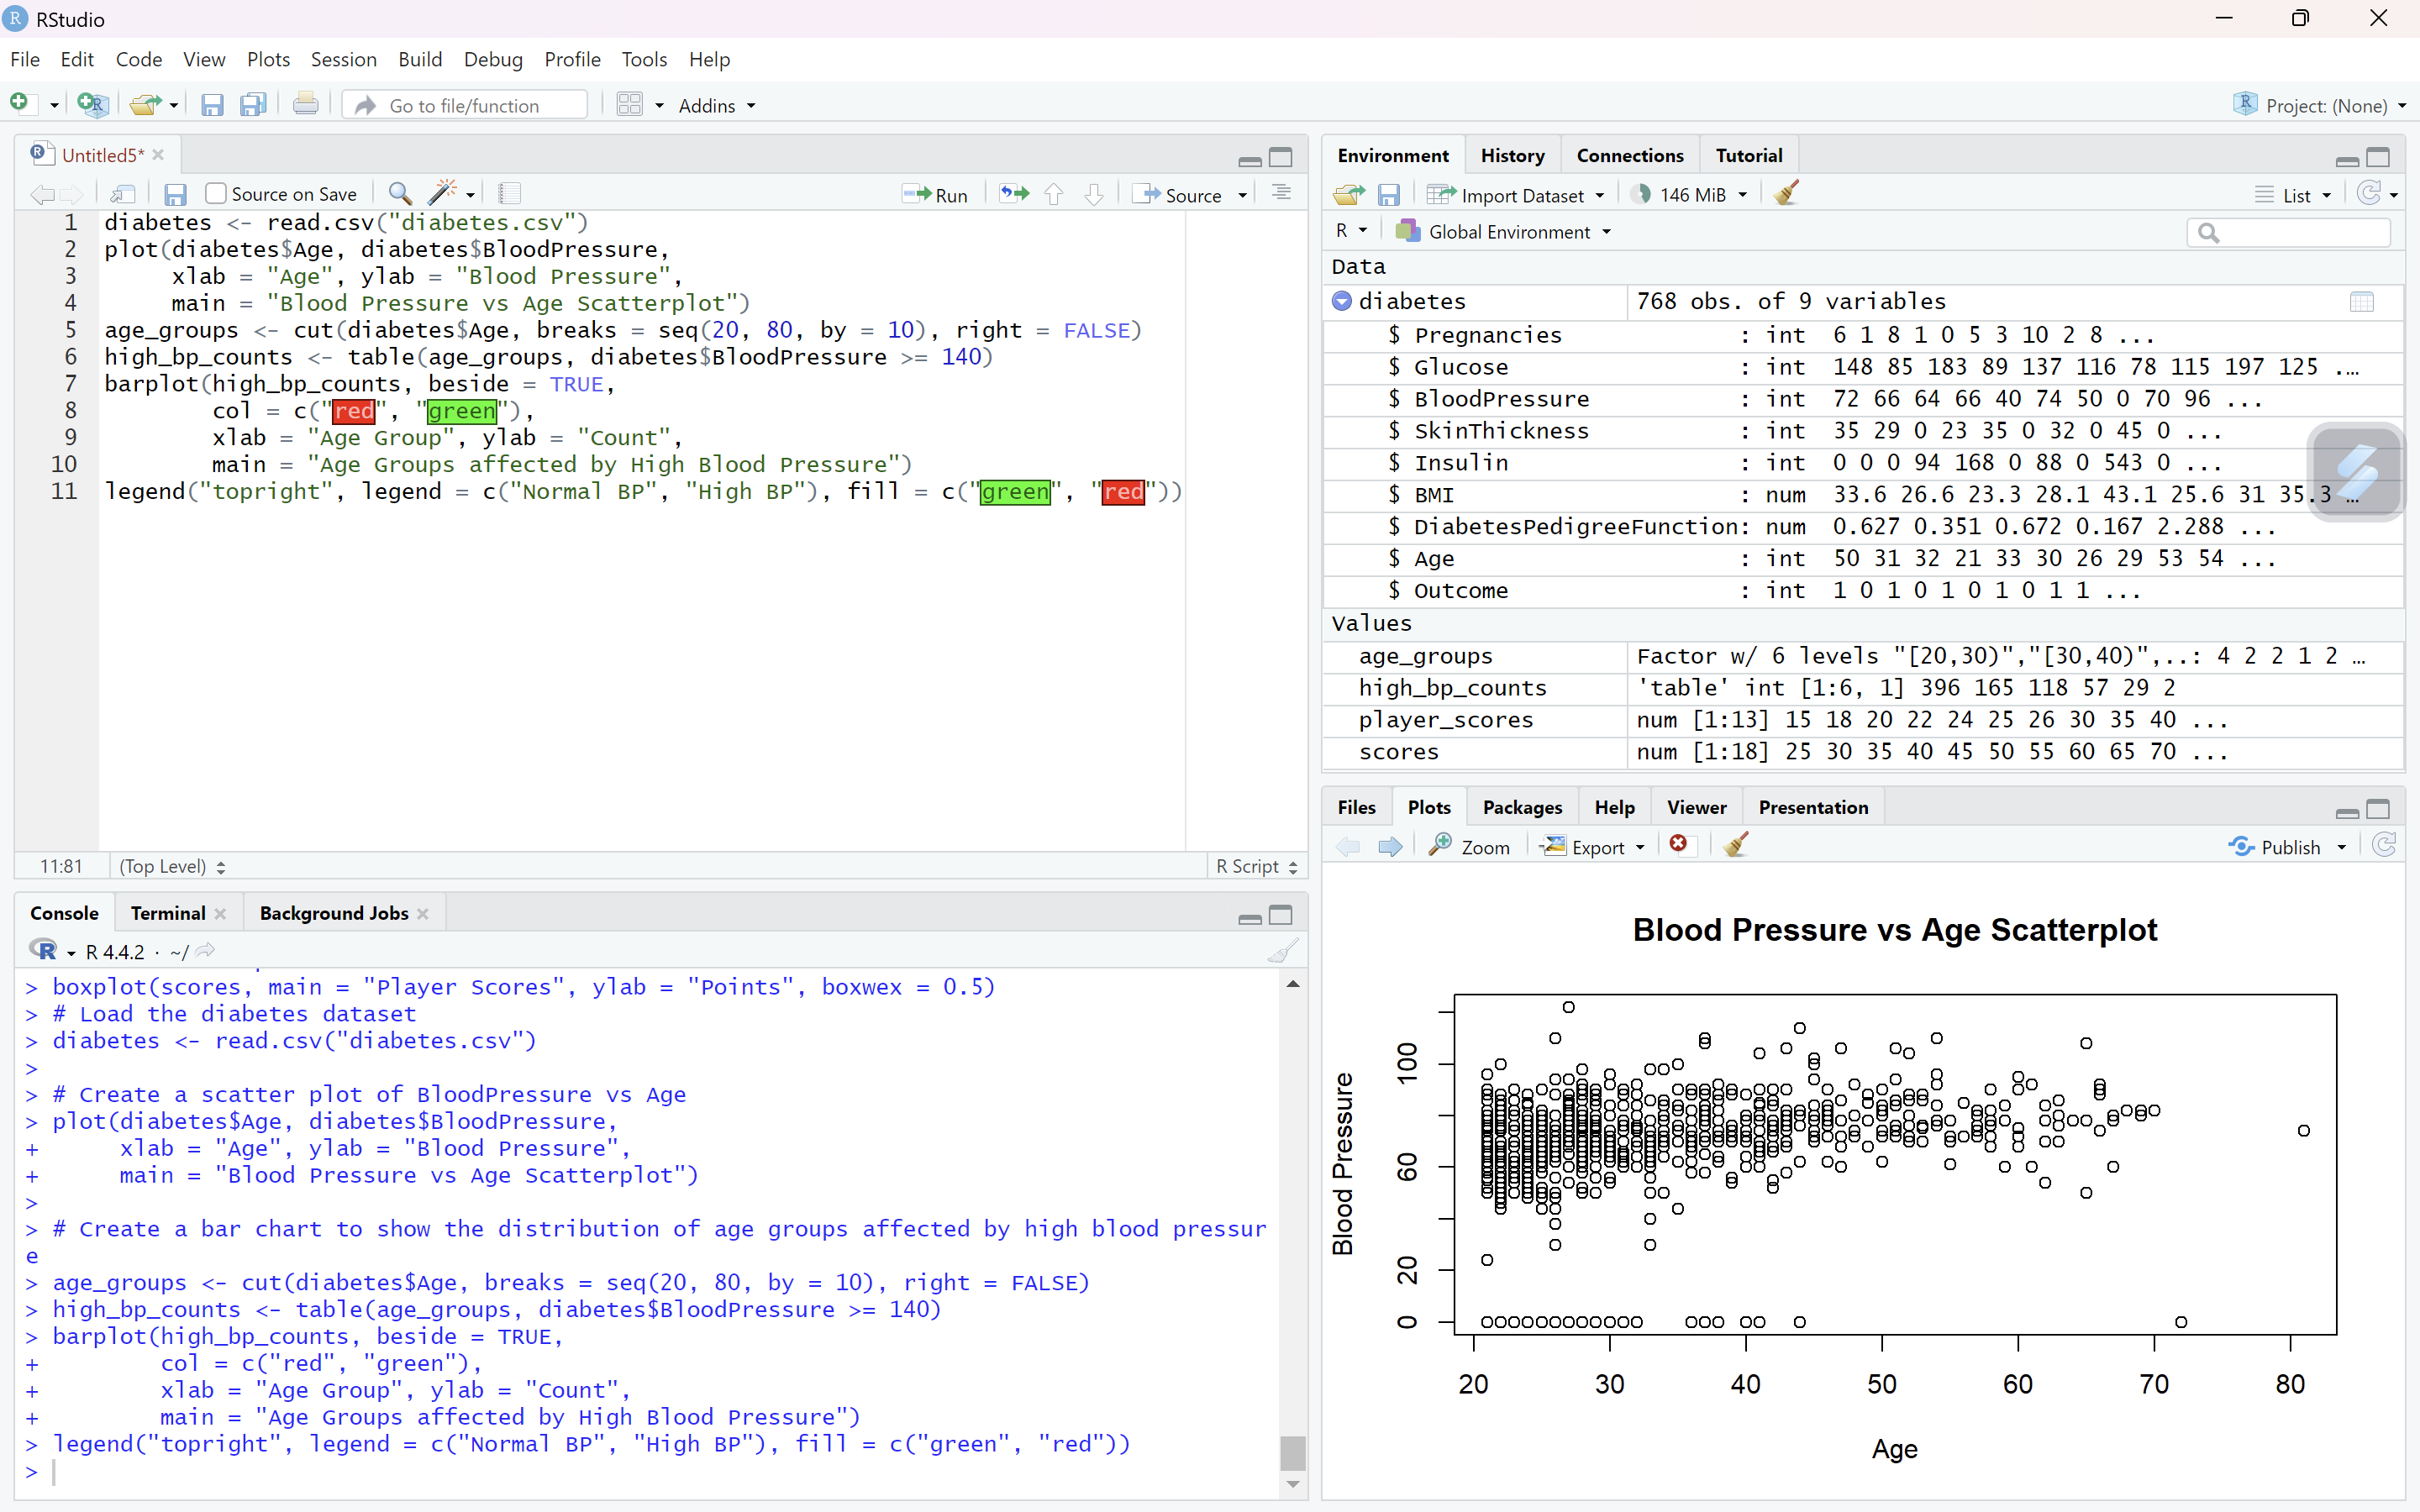 RStudio
File Edit Code View Plots Session Build Debug Profile Tools Help
Go to file/function Addins Project: (None)
Untitled5*
Source on Save Run Source
1 diabetes <- read.csv("diabetes.csv")
2 plot(diabetes$Age, diabetes$BloodPressure,
3 xlab = "Age", ylab = "Blood Pressure",
4 main = "Blood Pressure vs Age Scatterplot")
5 age_groups <- cut(diabetes$Age, breaks = seq(20, 80, by = 10), right = FALSE)
6 high_bp_counts <- table(age_groups, diabetes$BloodPressure >= 140)
7 barplot(high_bp_counts, beside = TRUE,
8 col = c("red", "green"),
9 xlab = "Age Group", ylab = "Count",
10 main = "Age Groups affected by High Blood Pressure")
11 legend("topright", legend = c("Normal BP", "High BP"), fill = c("green", "red"))
11:81 (Top Level) R Script
Console Terminal Background Jobs
R 4.4.2 · ~/
> boxplot(scores, main = "Player Scores", ylab = "Points", boxwex = 0.5)
> # Load the diabetes dataset
> diabetes <- read.csv("diabetes.csv")
>
> # Create a scatter plot of BloodPressure vs Age
> plot(diabetes$Age, diabetes$BloodPressure,
+ xlab = "Age", ylab = "Blood Pressure",
+ main = "Blood Pressure vs Age Scatterplot")
>
> # Create a bar chart to show the distribution of age groups affected by high blood pressur
e
> age_groups <- cut(diabetes$Age, breaks = seq(20, 80, by = 10), right = FALSE)
> high_bp_counts <- table(age_groups, diabetes$BloodPressure >= 140)
> barplot(high_bp_counts, beside = TRUE,
+ col = c("red", "green"),
+ xlab = "Age Group", ylab = "Count",
+ main = "Age Groups affected by High Blood Pressure")
> legend("topright", legend = c("Normal BP", "High BP"), fill = c("green", "red"))
>
Environment History Connections Tutorial
Import Dataset 146 MiB List
R Global Environment
Data
diabetes 768 obs. of 9 variables
$ Pregnancies : int 6 1 8 1 0 5 3 10 2 8 ...
$ Glucose : int 148 85 183 89 137 116 78 115 197 125 ...
$ BloodPressure : int 72 66 64 66 40 74 50 0 70 96 ...
$ SkinThickness : int 35 29 0 23 35 0 32 0 45 0 ...
$ Insulin : int 0 0 0 94 168 0 88 0 543 0 ...
$ BMI : num 33.6 26.6 23.3 28.1 43.1 25.6 31 35.3 ...
$ DiabetesPedigreeFunction: num 0.627 0.351 0.672 0.167 2.288 ...
$ Age : int 50 31 32 21 33 30 26 29 53 54 ...
$ Outcome : int 1 0 1 0 1 0 1 0 1 1 ...
Values
age_groups Factor w/ 6 levels "[20,30)","[30,40)",..: 4 2 2 1 2 …
high_bp_counts 'table' int [1:6, 1] 396 165 118 57 29 2
player_scores num [1:13] 15 18 20 22 24 25 26 30 35 40 ...
scores num [1:18] 25 30 35 40 45 50 55 60 65 70 ...
Files Plots Packages Help Viewer Presentation
Zoom Export Publish
Blood Pressure vs Age Scatterplot
Blood Pressure
100
60
20
0
20 30 40 50 60 70 80
Age